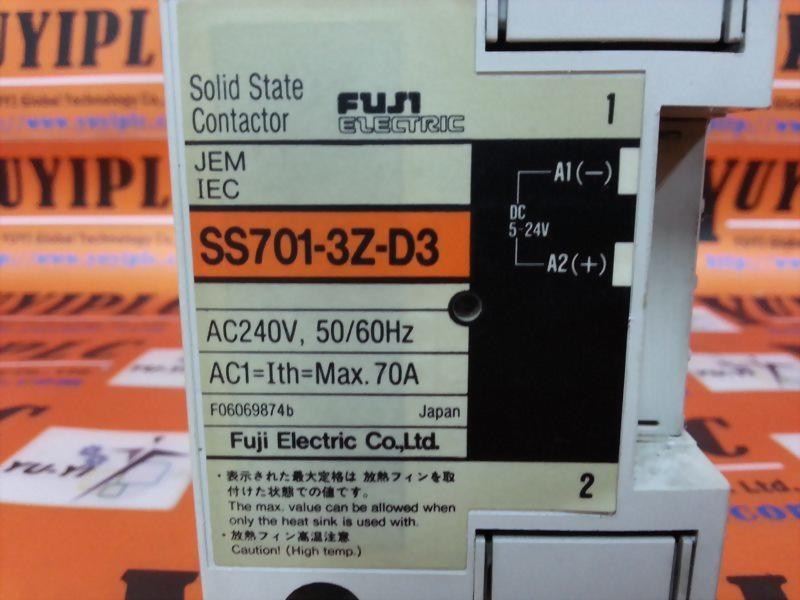 Solid State
Contactor
FUJI
ELECTRIC
1
JEM
IEC
A1(−)
DC
5-24V
A2(+)
SS701-3Z-D3
AC240V, 50/60Hz
AC1=Ith=Max. 70A
F06069874b
Japan
Fuji Electric Co.,Ltd.
2
・表示された最大定格は 放熱フィンを取
付けた状態での値です。
The max. value can be allowed when
only the heat sink is used with.
・放熱フィン高温注意
Caution! (High temp.)
UYIPL
YUYIPL
YUYIPLC